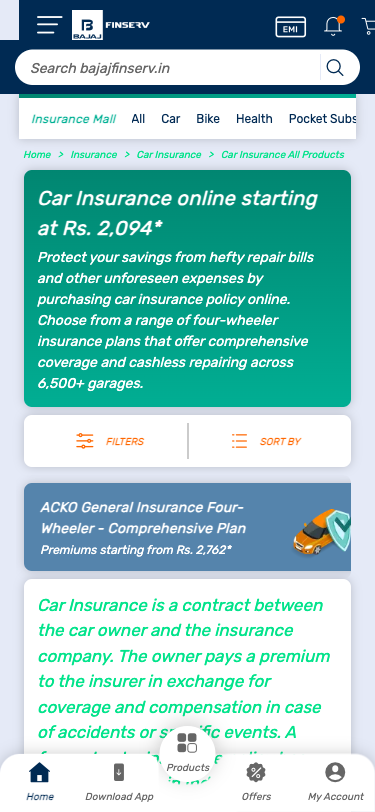 BAJAJ FINSERV
EMI
Search bajajfinserv.in
Insurance Mall All Car Bike Health Pocket Subs
Home > Insurance > Car Insurance > Car Insurance All Products
Car Insurance online starting
at Rs. 2,094*
Protect your savings from hefty repair bills
and other unforeseen expenses by
purchasing car insurance policy online.
Choose from a range of four-wheeler
insurance plans that offer comprehensive
coverage and cashless repairing across
6,500+ garages.
FILTERS SORT BY
ACKO General Insurance Four-
Wheeler - Comprehensive Plan
Premiums starting from Rs. 2,762*
Car Insurance is a contract between
the car owner and the insurance
company. The owner pays a premium
to the insurer in exchange for
coverage and compensation in case
of accidents or specific events. A
Products
Home Download App Offers My Account